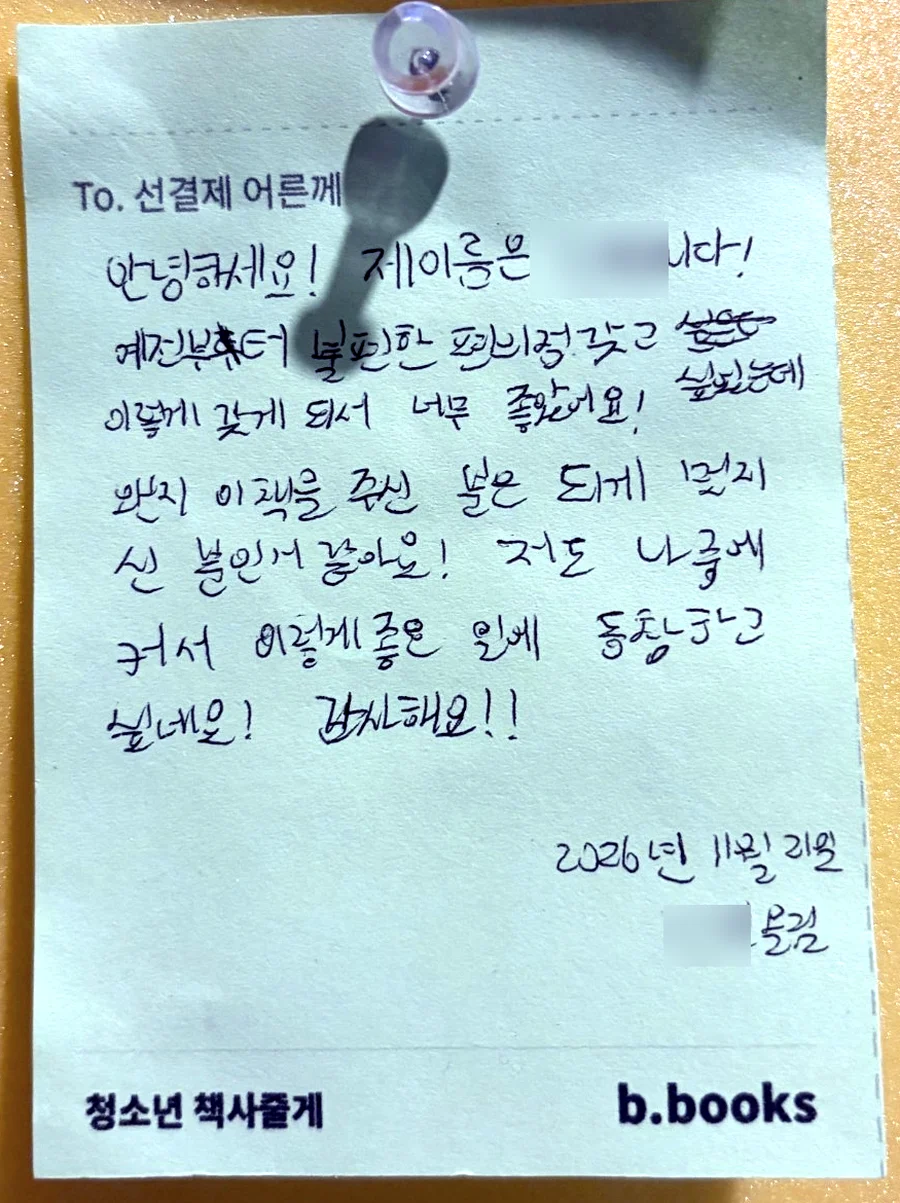 To. 선결제 어른께
안녕하세요! 제이름은 니다!
예전부터 불편한 편의점 갖고
싶었는데
이렇게 갖게 되서 너무 좋았어요!
완지 이 책을 주신 분은 되게 멋지
신 분인거 같아요! 저도 나중에
커서 이렇게 좋은 일에 동참하고
싶네요! 감사해요!!
2026년 11월 21일
올림
청소년 책사줄게
b.books